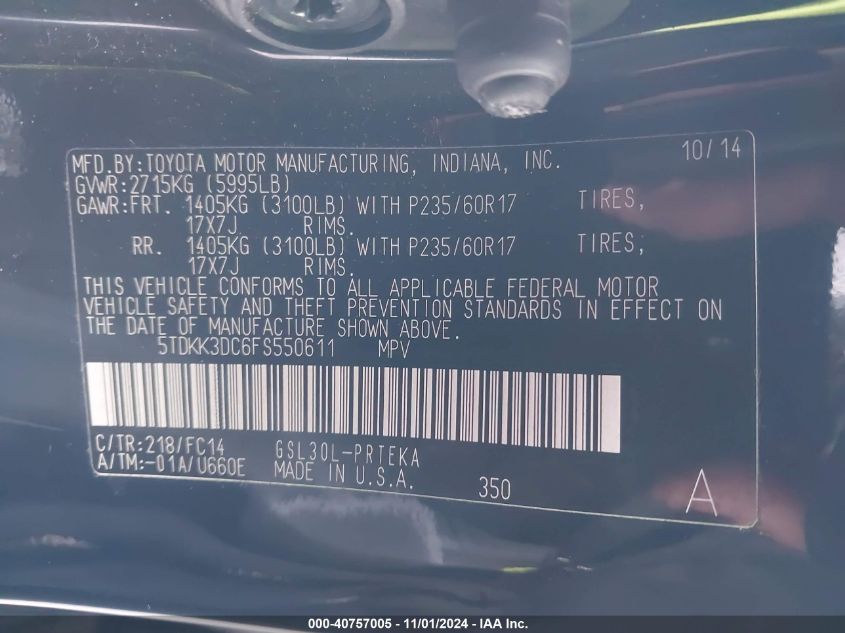 MFD.BY:TOYOTA MOTOR MANUFACTURING, INDIANA, INC. 10/14
GVWR:2715KG (5995LB)
GAWR:FRT. 1405KG (3100LB) WITH P235/60R17 TIRES,
17X7J RIMS.
RR. 1405KG (3100LB) WITH P235/60R17 TIRES,
17X7J RIMS.
THIS VEHICLE CONFORMS TO ALL APPLICABLE FEDERAL MOTOR
VEHICLE SAFETY AND THEFT PREVENTION STANDARDS IN EFFECT ON
THE DATE OF MANUFACTURE SHOWN ABOVE.
5TDKK3DC6FS550611 MPV
C/TR:218/FC14 GSL30L-PRTEKA
A/TM:-01A/U660E MADE IN U.S.A. 350 A
000-40757005 - 11/01/2024 - IAA Inc.